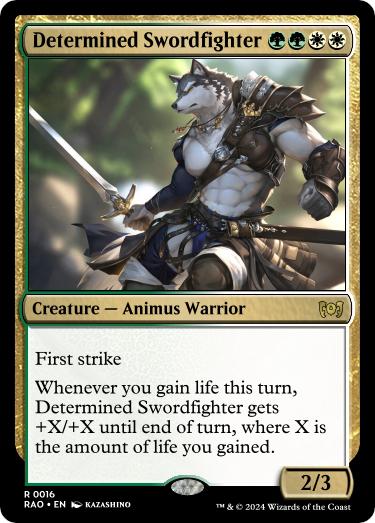 Determined Swordfighter
Creature — Animus Warrior
First strike
Whenever you gain life this turn,
Determined Swordfighter gets
+X/+X until end of turn, where X is
the amount of life you gained.
2/3
R 0016
RAO • EN KAZASHINO
™ & © 2024 Wizards of the Coast